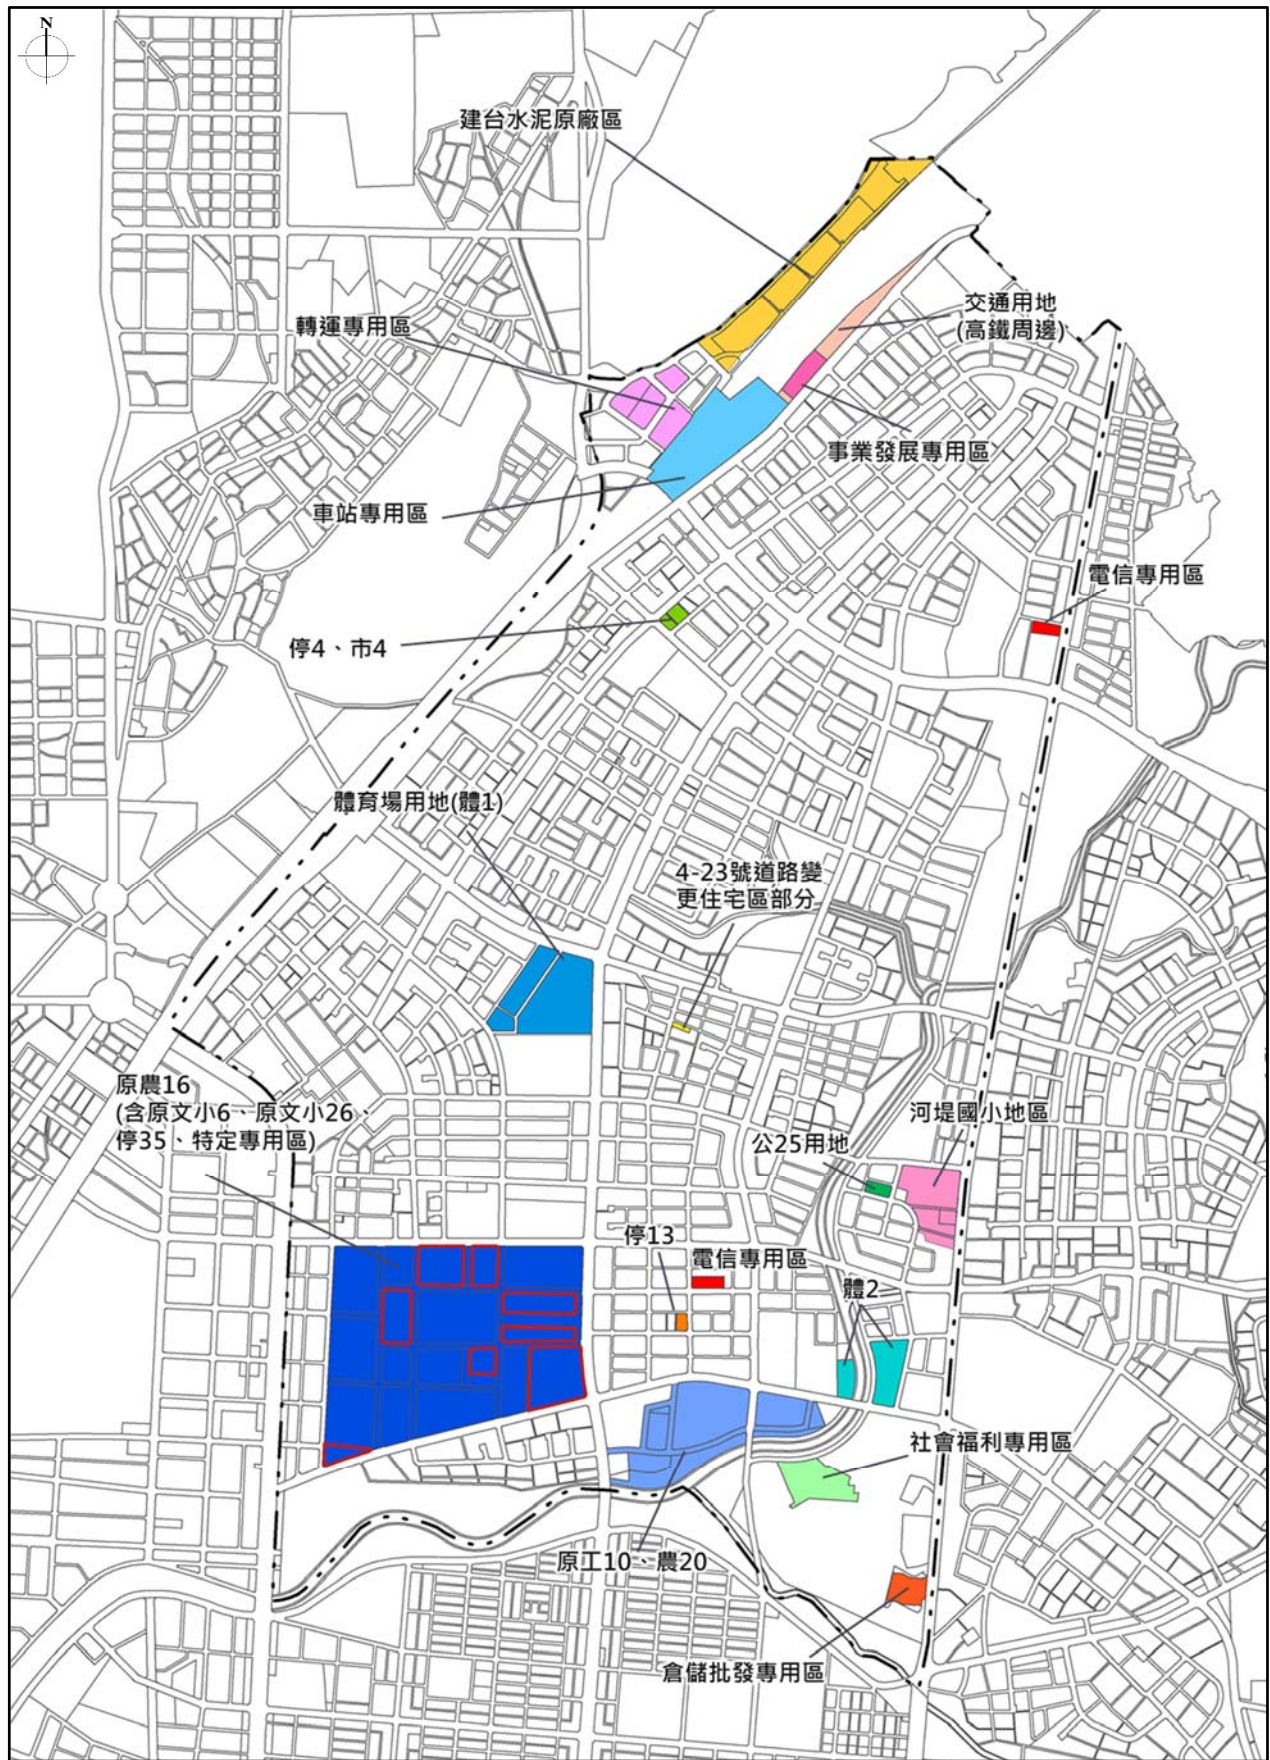 N
建台水泥原廠區
交通用地
(高鐵周邊)
轉運專用區
事業發展專用區
車站專用區
電信專用區
停4、市4
體育場用地(體1)
4-23號道路變
更住宅區部分
原農16
(含原文小6、原文小26、
停35、特定專用區)
河堤國小地區
公25用地
停13
電信專用區
體2
社會福利專用區
原工10、農20
倉儲批發專用區